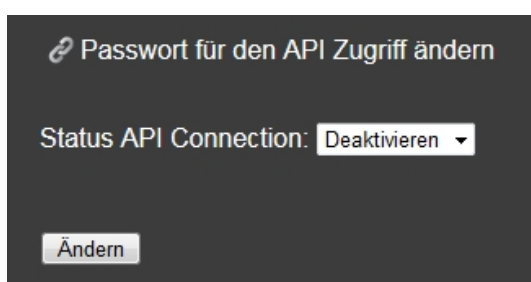 Passwort für den API Zugriff ändern
Status API Connection: Deaktivieren
Ändern